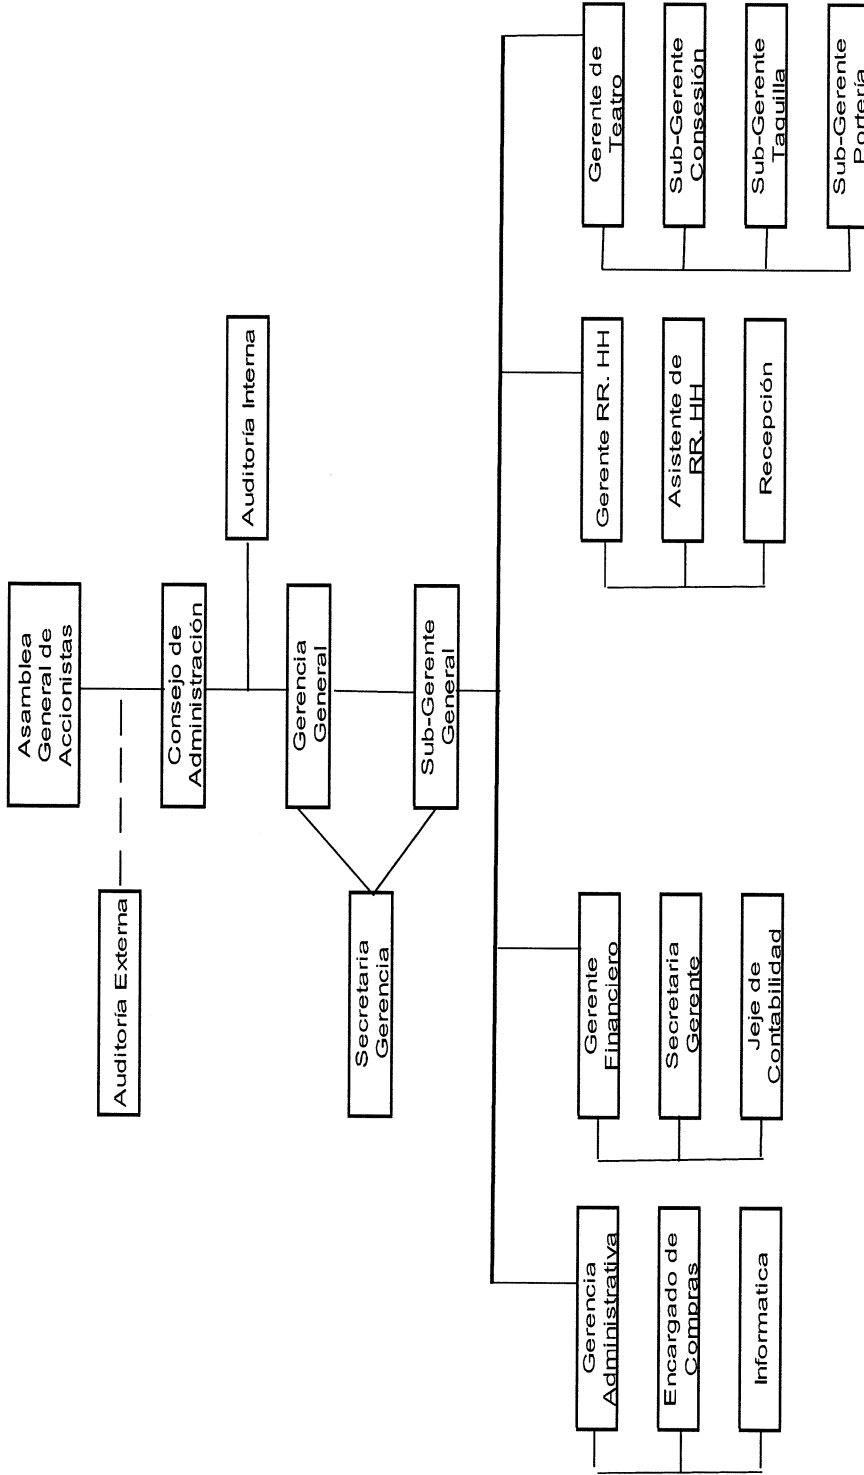 Asamblea
General de
Accionistas
Auditoría Externa
Consejo de
Administración
Auditoría Interna
Gerencia
General
Secretaria
Gerencia
Sub-Gerente
General
Gerencia
Administrativa
Encargado de
Compras
Informatica
Gerente
Financiero
Secretaria
Gerente
Jeje de
Contabilidad
Gerente RR. HH
Asistente de
RR. HH
Recepción
Gerente de
Teatro
Sub-Gerente
Consesión
Sub-Gerente
Taquilla
Sub-Gerente
Portería